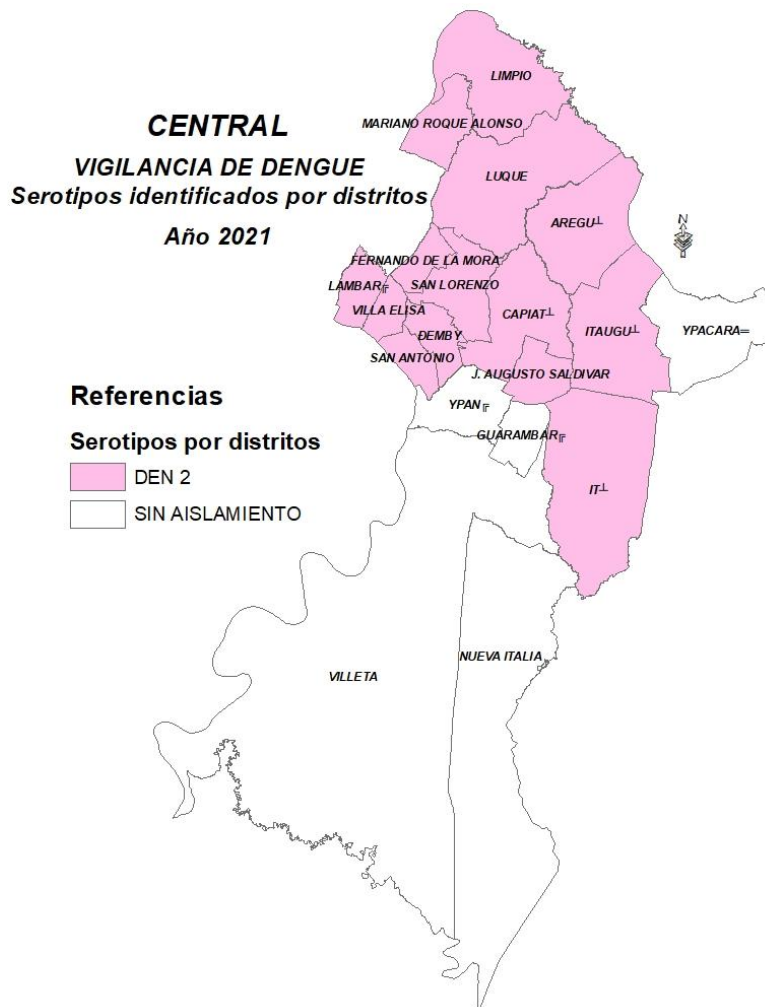 CENTRAL
VIGILANCIA DE DENGUE
Serotipos identificados por distritos
Año 2021
LIMPIO
MARIANO ROQUE ALONSO
LUQUE
AREGU┴
N
FERNANDO DE LA MORA
LAMBAR╔
SAN LORENZO
VILLA ELISA
CAPIAT┴
ITAUGU┴
YPACARA═
ÐEMBY
SAN ANTONIO
J. AUGUSTO SALDIVAR
YPAN╔
GUARAMBAR╔
IT┴
Referencias
Serotipos por distritos
DEN 2
SIN AISLAMIENTO
NUEVA ITALIA
VILLETA